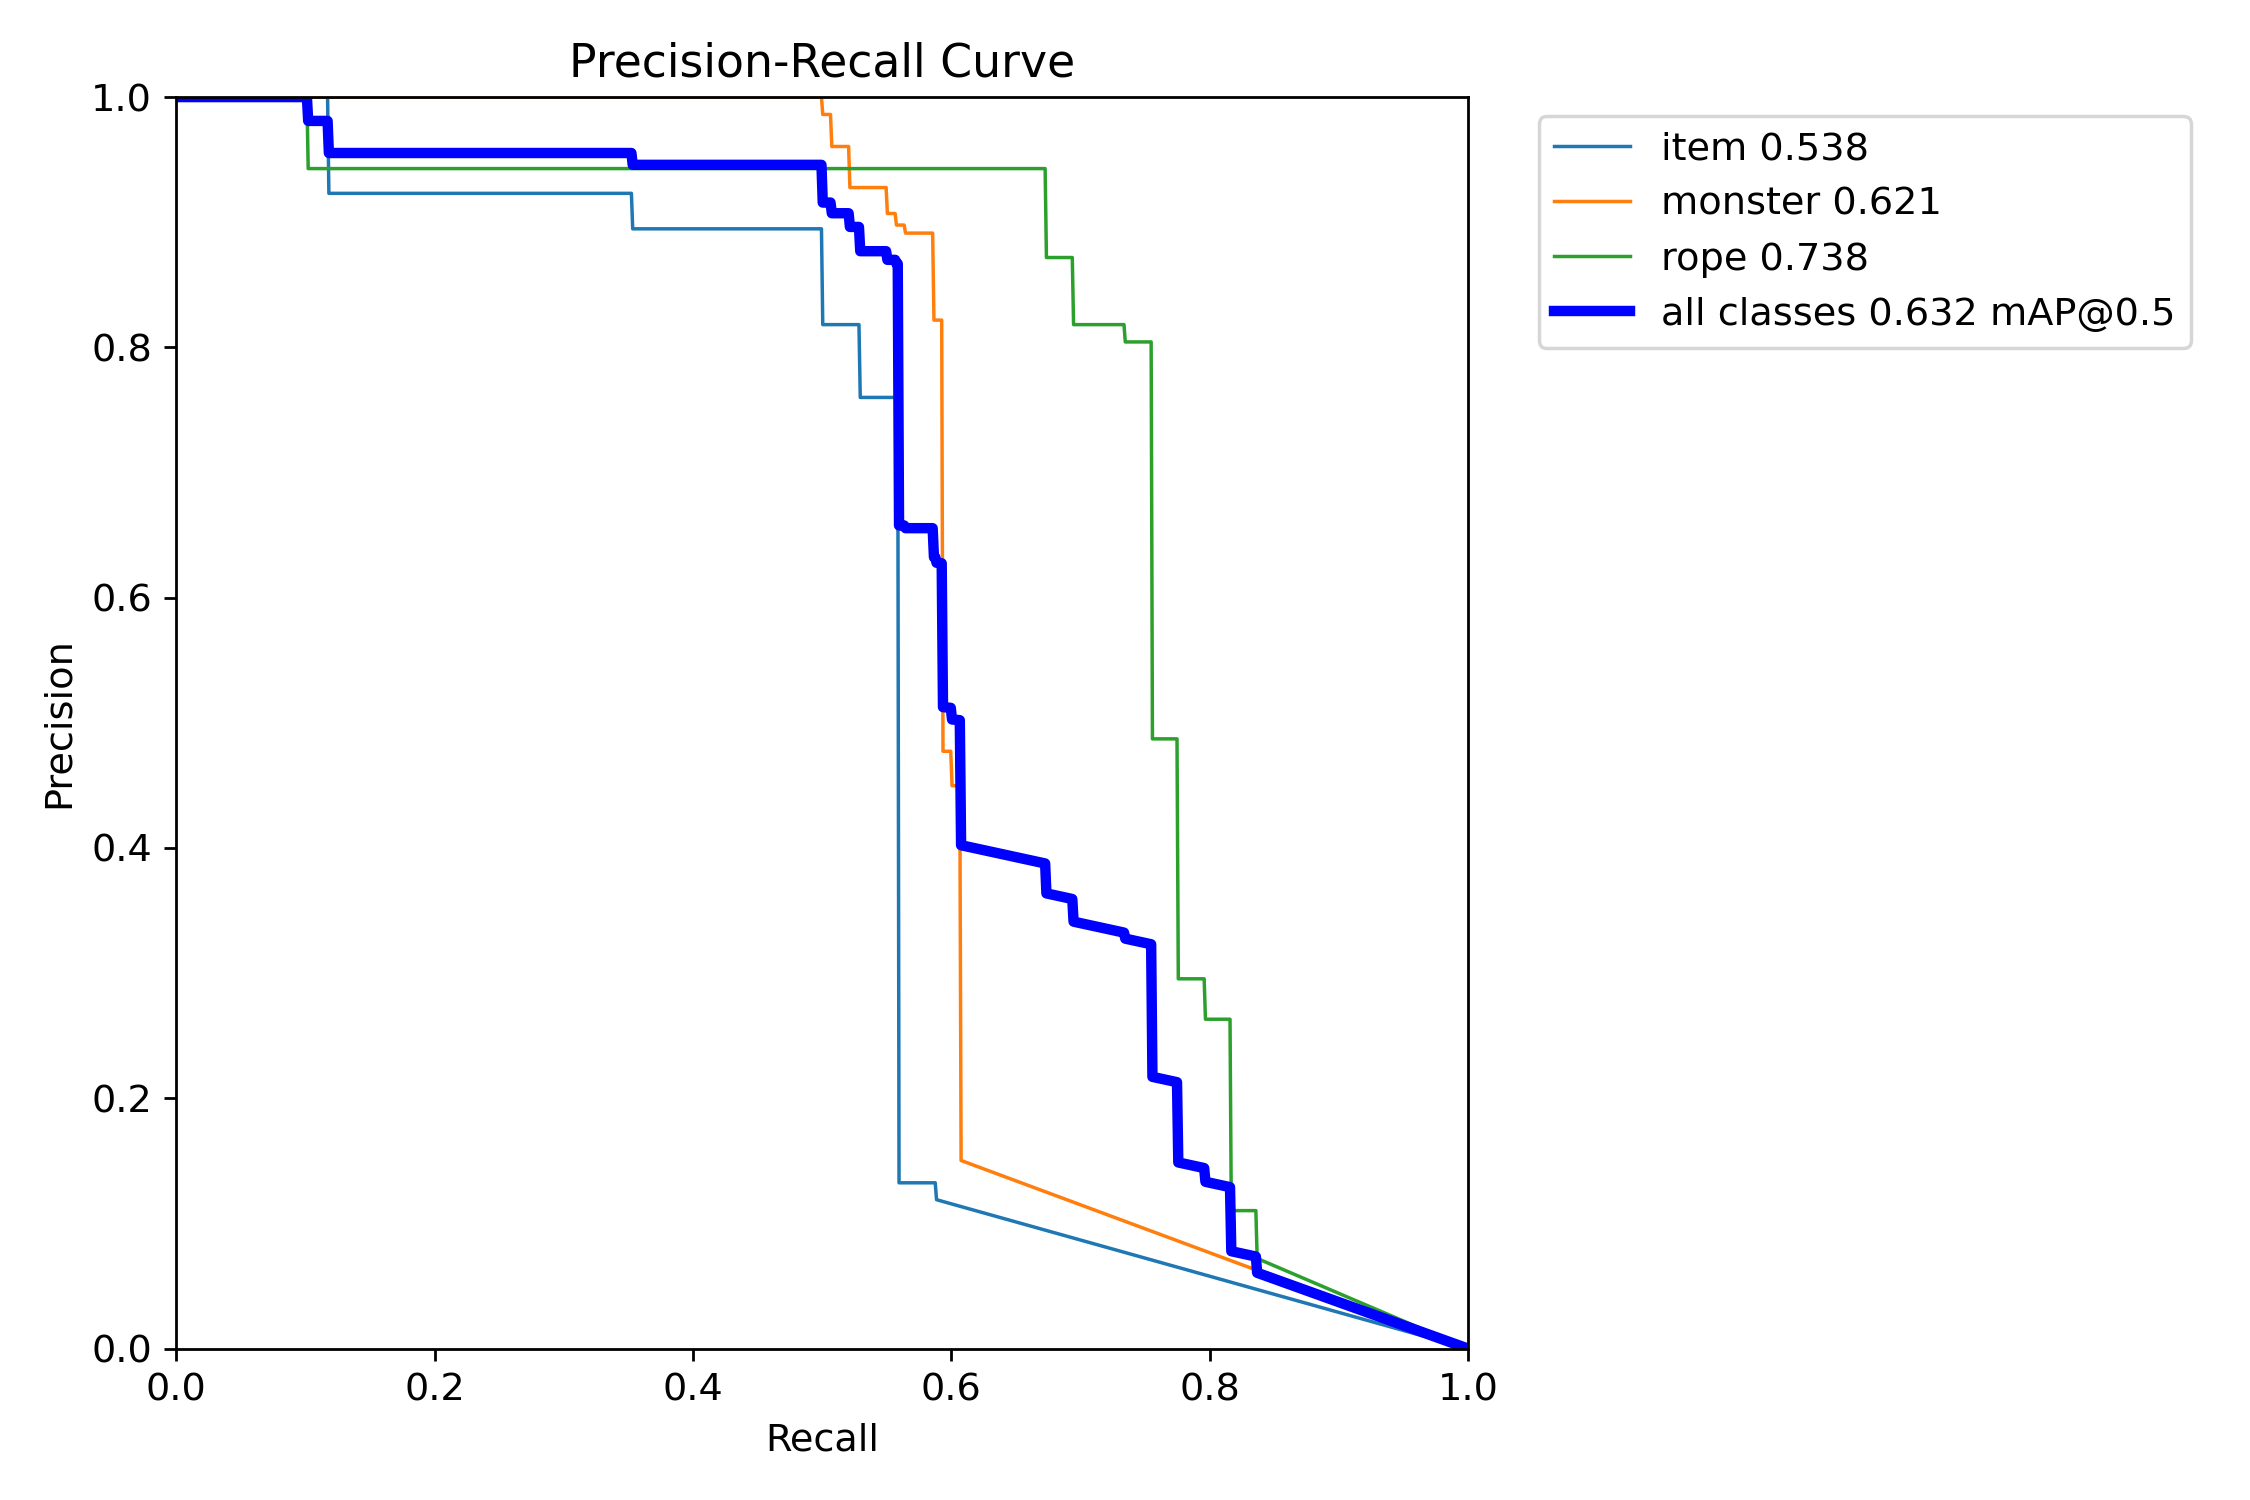 Precision-Recall Curve
1.0
0.8
0.6
0.4
0.2
0.0
Precision
0.0 0.2 0.4 0.6 0.8 1.0
Recall
item 0.538
monster 0.621
rope 0.738
all classes 0.632 mAP@0.5